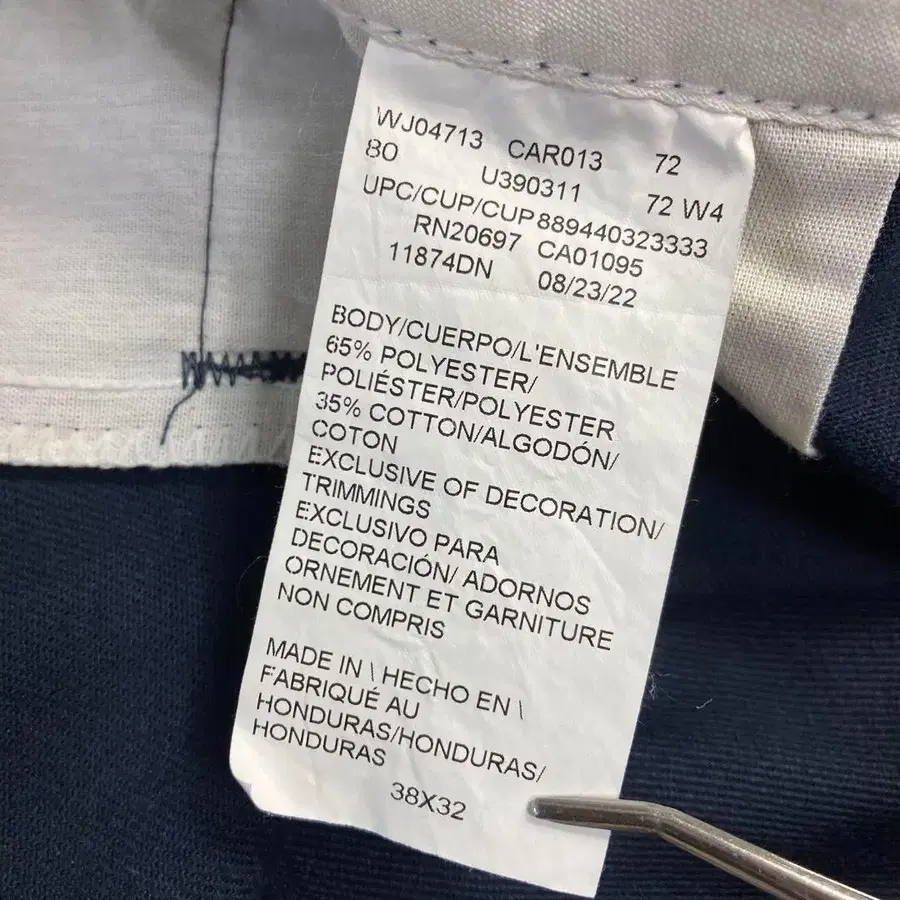 WJ04713 CAR013 72
80 U390311 72 W4
UPC/CUP/CUP 889440323333
RN20697 CA01095
11874DN 08/23/22
BODY/CUERPO/L'ENSEMBLE
65% POLYESTER/
POLIÉSTER/POLYESTER
35% COTTON/ALGODÓN/
COTON
EXCLUSIVE OF DECORATION/
TRIMMINGS
EXCLUSIVO PARA
DECORACIÓN/ ADORNOS
ORNEMENT ET GARNITURE
NON COMPRIS
MADE IN \ HECHO EN \
FABRIQUÉ AU
HONDURAS/HONDURAS/
HONDURAS
38X32